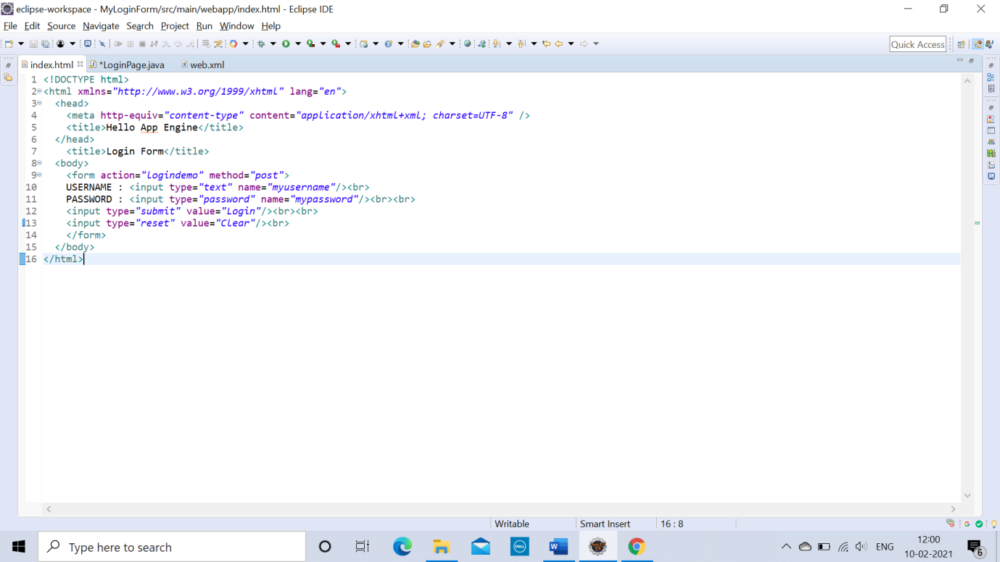 eclipse-workspace - MyLoginForm/src/main/webapp/index.html - Eclipse IDE
File Edit Source Navigate Search Project Run Window Help
Quick Access
index.html *LoginPage.java web.xml
1 <!DOCTYPE html>
2 <html xmlns="http://www.w3.org/1999/xhtml" lang="en">
3 <head>
4 <meta http-equiv="content-type" content="application/xhtml+xml; charset=UTF-8" />
5 <title>Hello App Engine</title>
6 </head>
7 <title>Login Form</title>
8 <body>
9 <form action="logindemo" method="post">
10 USERNAME : <input type="text" name="myusername"/><br>
11 PASSWORD : <input type="password" name="mypassword"/><br><br>
12 <input type="submit" value="Login"/><br><br>
13 <input type="reset" value="Clear"/><br>
14 </form>
15 </body>
16 </html>
Writable Smart Insert 16 : 8
Type here to search
DELL
W
ENG
12:00
10-02-2021
6